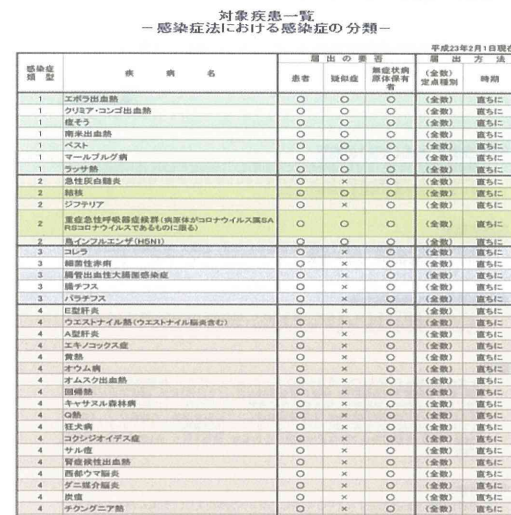 対象疾患一覧
－感染症法における感染症の分類－
平成23年2月1日現在
感染症類型 疾病名 届出の要否 届出方法
患者 疑似症 無症状病原体保有者 (全数)定点種別 時期
1 エボラ出血熱 ○ ○ ○ (全数) 直ちに
1 クリミア・コンゴ出血熱 ○ ○ ○ (全数) 直ちに
1 痘そう ○ ○ ○ (全数) 直ちに
1 南米出血熱 ○ ○ ○ (全数) 直ちに
1 ペスト ○ ○ ○ (全数) 直ちに
1 マールブルグ病 ○ ○ ○ (全数) 直ちに
1 ラッサ熱 ○ ○ ○ (全数) 直ちに
2 急性灰白髄炎 ○ × ○ (全数) 直ちに
2 結核 ○ ○ ○ (全数) 直ちに
2 ジフテリア ○ × ○ (全数) 直ちに
2 重症急性呼吸器症候群(病原体がコロナウイルス属SA
RSコロナウイルスであるものに限る) ○ ○ ○ (全数) 直ちに
2 鳥インフルエンザ(H5N1) ○ ○ ○ (全数) 直ちに
3 コレラ ○ × ○ (全数) 直ちに
3 細菌性赤痢 ○ × ○ (全数) 直ちに
3 腸管出血性大腸菌感染症 ○ × ○ (全数) 直ちに
3 腸チフス ○ × ○ (全数) 直ちに
3 パラチフス ○ × ○ (全数) 直ちに
4 E型肝炎 ○ × ○ (全数) 直ちに
4 ウエストナイル熱(ウエストナイル脳炎含む) ○ × ○ (全数) 直ちに
4 A型肝炎 ○ × ○ (全数) 直ちに
4 エキノコックス症 ○ × ○ (全数) 直ちに
4 黄熱 ○ × ○ (全数) 直ちに
4 オウム病 ○ × ○ (全数) 直ちに
4 オムスク出血熱 ○ × ○ (全数) 直ちに
4 回帰熱 ○ × ○ (全数) 直ちに
4 キャサヌル森林病 ○ × ○ (全数) 直ちに
4 Q熱 ○ × ○ (全数) 直ちに
4 狂犬病 ○ × ○ (全数) 直ちに
4 コクシジオイデス症 ○ × ○ (全数) 直ちに
4 サル痘 ○ × ○ (全数) 直ちに
4 腎症候性出血熱 ○ × ○ (全数) 直ちに
4 西部ウマ脳炎 ○ × ○ (全数) 直ちに
4 ダニ媒介脳炎 ○ × ○ (全数) 直ちに
4 炭疽 ○ × ○ (全数) 直ちに
4 チクングニア熱 ○ × ○ (全数) 直ちに